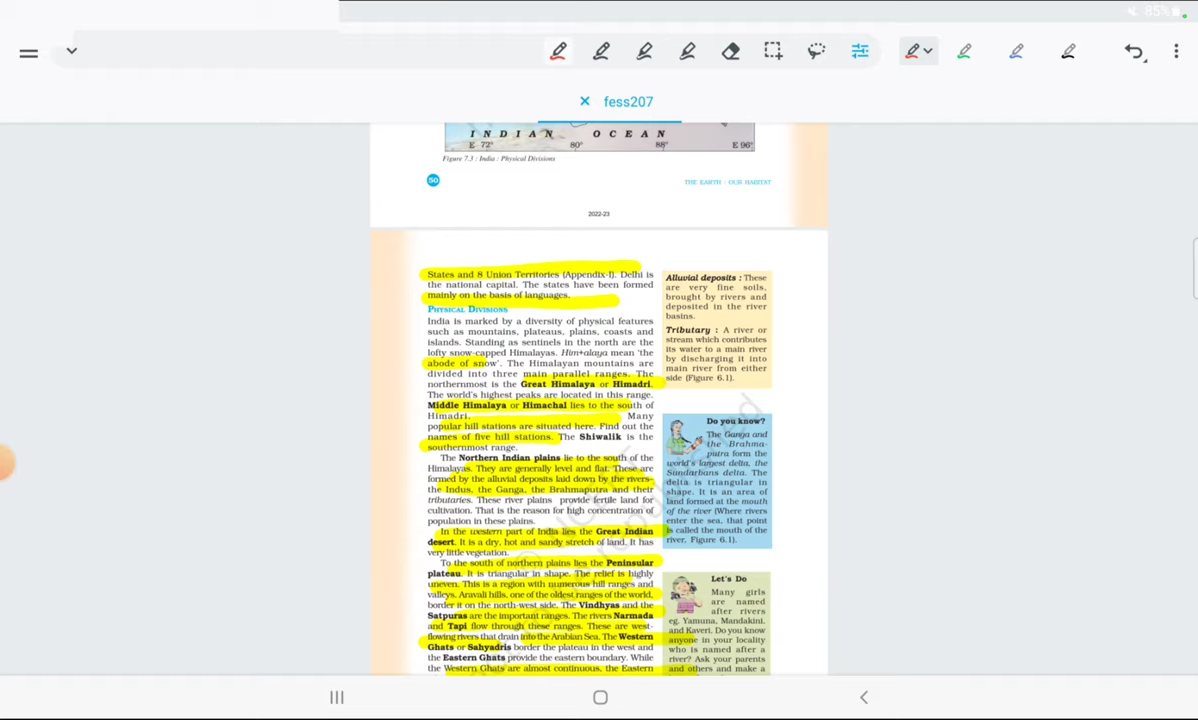 85%
fess207
INDIAN OCEAN
E 72° 80° 88° E 96°
Figure 7.3 : India : Physical Divisions
50
THE EARTH : OUR HABITAT
2022-23
States and 8 Union Territories (Appendix-I). Delhi is
the national capital. The states have been formed
mainly on the basis of languages.
PHYSICAL DIVISIONS
India is marked by a diversity of physical features
such as mountains, plateaus, plains, coasts and
islands. Standing as sentinels in the north are the
lofty snow-capped Himalayas. Him+alaya mean 'the
abode of snow'. The Himalayan mountains are
divided into three main parallel ranges. The
northernmost is the Great Himalaya or Himadri.
The world's highest peaks are located in this range.
Middle Himalaya or Himachal lies to the south of
Himadri. Many
popular hill stations are situated here. Find out the
names of five hill stations. The Shiwalik is the
southernmost range.
The Northern Indian plains lie to the south of the
Himalayas. They are generally level and flat. These are
formed by the alluvial deposits laid down by the rivers–
the Indus, the Ganga, the Brahmaputra and their
tributaries. These river plains provide fertile land for
cultivation. That is the reason for high concentration of
population in these plains.
In the western part of India lies the Great Indian
desert. It is a dry, hot and sandy stretch of land. It has
very little vegetation.
To the south of northern plains lies the Peninsular
plateau. It is triangular in shape. The relief is highly
uneven. This is a region with numerous hill ranges and
valleys. Aravali hills, one of the oldest ranges of the world,
border it on the north-west side. The Vindhyas and the
Satpuras are the important ranges. The rivers Narmada
and Tapi flow through these ranges. These are west-
flowing rivers that drain into the Arabian Sea. The Western
Ghats or Sahyadris border the plateau in the west and
the Eastern Ghats provide the eastern boundary. While
the Western Ghats are almost continuous, the Eastern
Alluvial deposits : These
are very fine soils,
brought by rivers and
deposited in the river
basins.
Tributary : A river or
stream which contributes
its water to a main river
by discharging it into
main river from either
side (Figure 6.1).
Do you know?
The Ganga and
the Brahma-
putra form the
world's largest delta, the
Sundarbans delta. The
delta is triangular in
shape. It is an area of
land formed at the mouth
of the river (Where rivers
enter the sea, that point
is called the mouth of the
river, Figure 6.1).
Let's Do
Many girls
are named
after rivers
eg. Yamuna, Mandakini,
and Kaveri. Do you know
anyone in your locality
who is named after a
river? Ask your parents
and others and make a